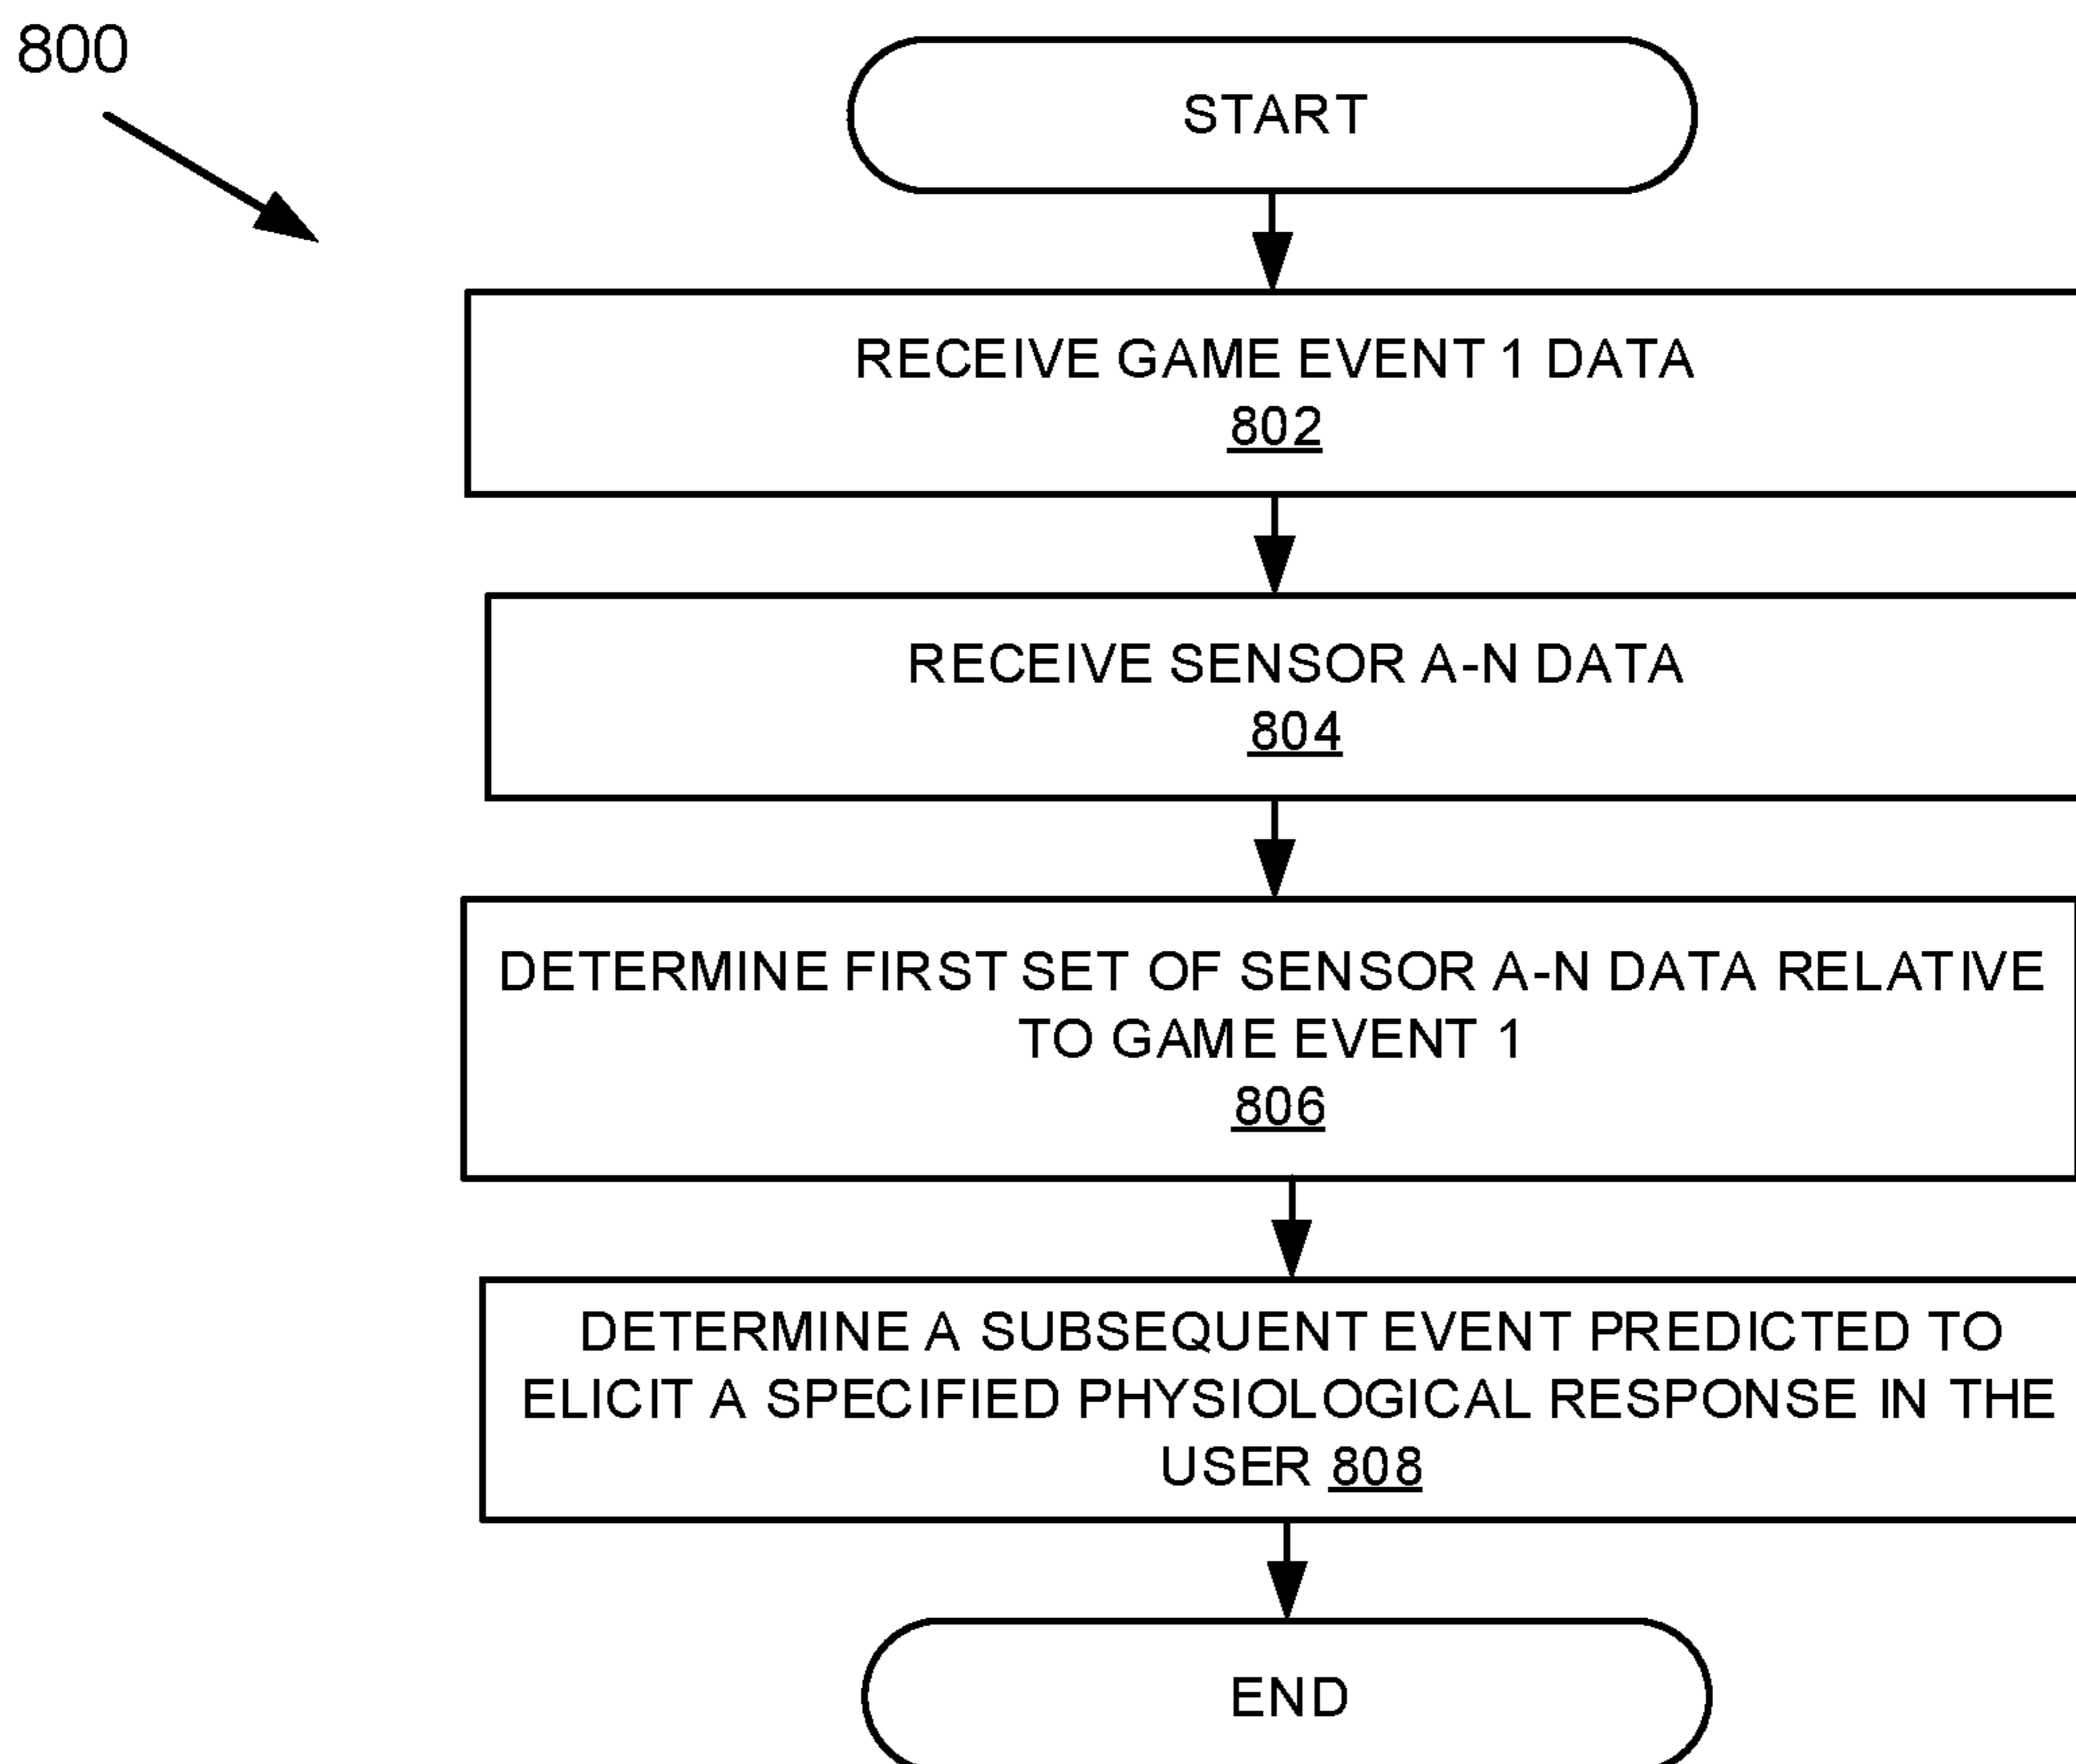 800
START
RECEIVE GAME EVENT 1 DATA
802
RECEIVE SENSOR A-N DATA
804
DETERMINE FIRST SET OF SENSOR A-N DATA RELATIVE
TO GAME EVENT 1
806
DETERMINE A SUBSEQUENT EVENT PREDICTED TO
ELICIT A SPECIFIED PHYSIOLOGICAL RESPONSE IN THE
USER 808
END